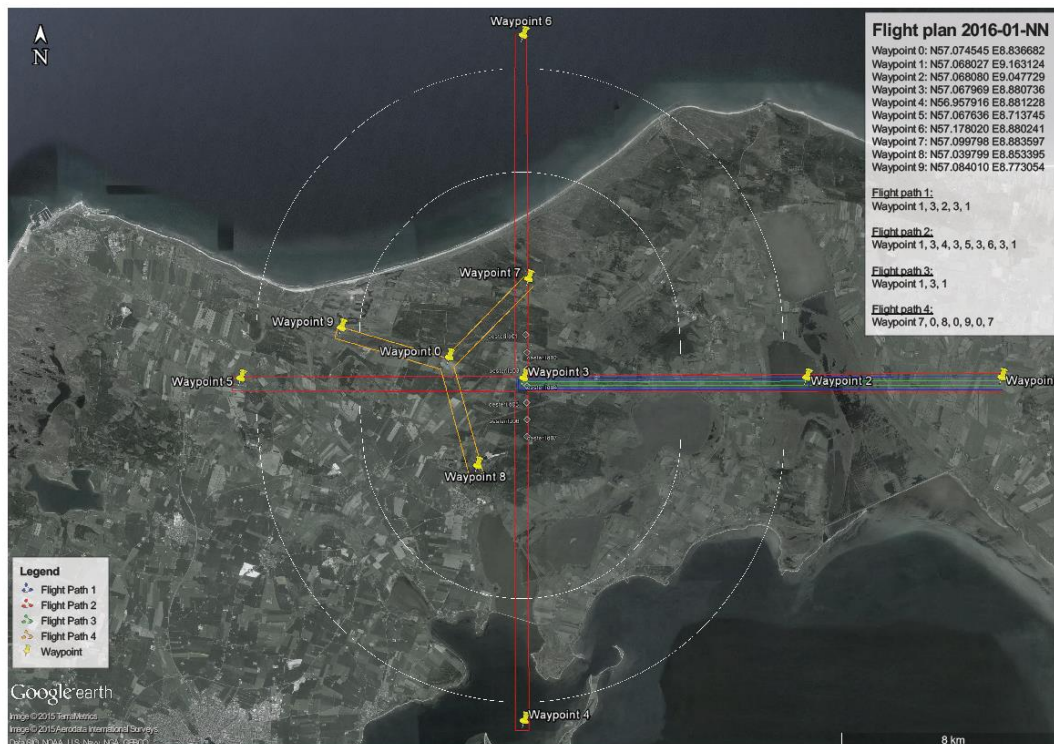 Waypoint 6
N
Flight plan 2016-01-NN
Waypoint 0: N57.074545 E8.836682
Waypoint 1: N57.068027 E9.163124
Waypoint 2: N57.068080 E9.047729
Waypoint 3: N57.067969 E8.880736
Waypoint 4: N56.957916 E8.881228
Waypoint 5: N57.067636 E8.713745
Waypoint 6: N57.178020 E8.880241
Waypoint 7: N57.099798 E8.883597
Waypoint 8: N57.039799 E8.853395
Waypoint 9: N57.084010 E8.773054
Flight path 1:
Waypoint 1, 3, 2, 3, 1
Flight path 2:
Waypoint 1, 3, 4, 3, 5, 3, 6, 3, 1
Flight path 3:
Waypoint 1, 3, 1
Flight path 4:
Waypoint 7, 0, 8, 0, 9, 0, 7
Waypoint 7
Waypoint 9
Waypoint 0
Waypoint 3
Waypoint 5
Waypoint 2
Waypoin
Waypoint 8
Legend
Flight Path 1
Flight Path 2
Flight Path 3
Flight Path 4
Waypoint
Google earth
Waypoint 4
Image © 2015 TerraMetrics
Image © 2015 Aerodata International Surveys
Data SIO, NOAA, U.S. Navy, NGA, GEBCO
8 km